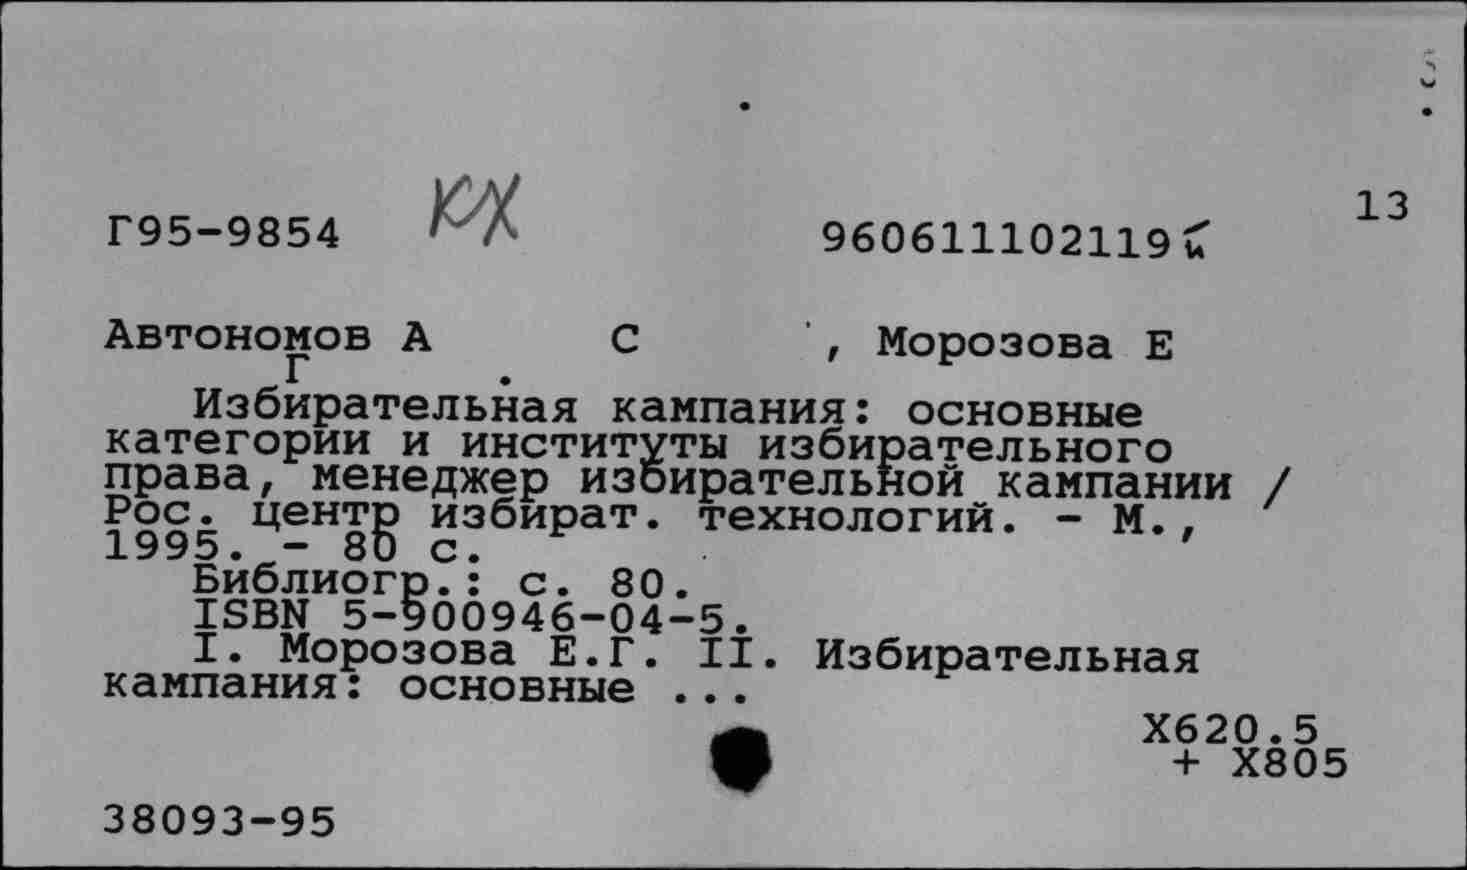 13
Г95-9854 КХ 960611102119
Автономов А С , Морозова Е
Г .
Избирательная кампания: основные
категории и институты избирательного
права, менеджер избирательной кампании /
Рос. центр избират. технологий. - М.,
1995. - 80 с.
Библиогр.: с. 80.
ISBN 5-900946-04-5.
I. Морозова Е.Г. II. Избирательная
кампания: основные ...
Х620.5
+ Х805
38093-95